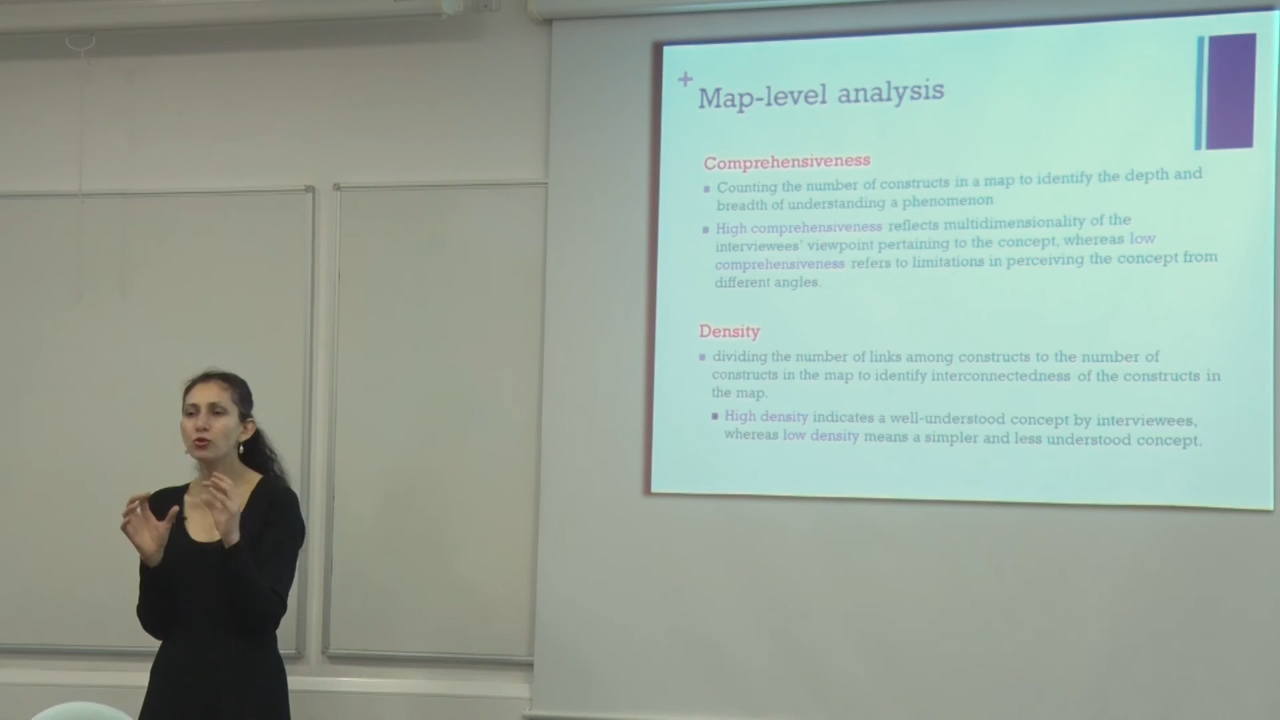 +
Map-level analysis
Comprehensiveness
Counting the number of constructs in a map to identify the depth and
breadth of understanding a phenomenon
High comprehensiveness reflects multidimensionality of the
interviewees' viewpoint pertaining to the concept, whereas low
comprehensiveness refers to limitations in perceiving the concept from
different angles.
Density
dividing the number of links among constructs to the number of
constructs in the map to identify interconnectedness of the constructs in
the map.
High density indicates a well-understood concept by interviewees,
whereas low density means a simpler and less understood concept.